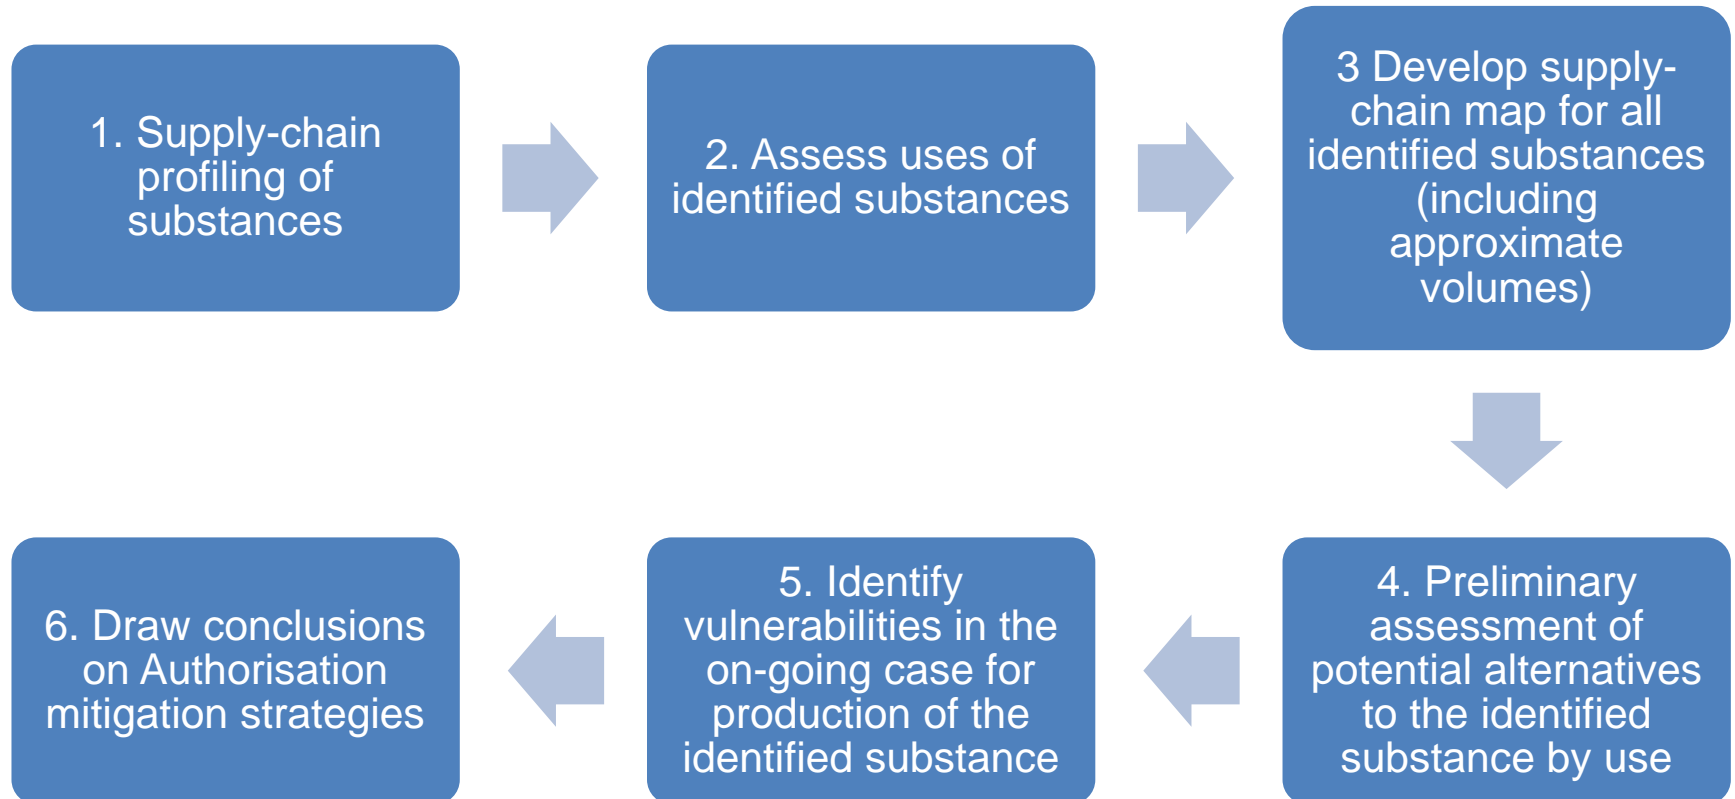 1. Supply-chain
profiling of
substances
2. Assess uses of
identified substances
3 Develop supply-
chain map for all
identified substances
(including
approximate
volumes)
4. Preliminary
assessment of
potential alternatives
to the identified
substance by use
5. Identify
vulnerabilities in the
on-going case for
production of the
identified substance
6. Draw conclusions
on Authorisation
mitigation strategies